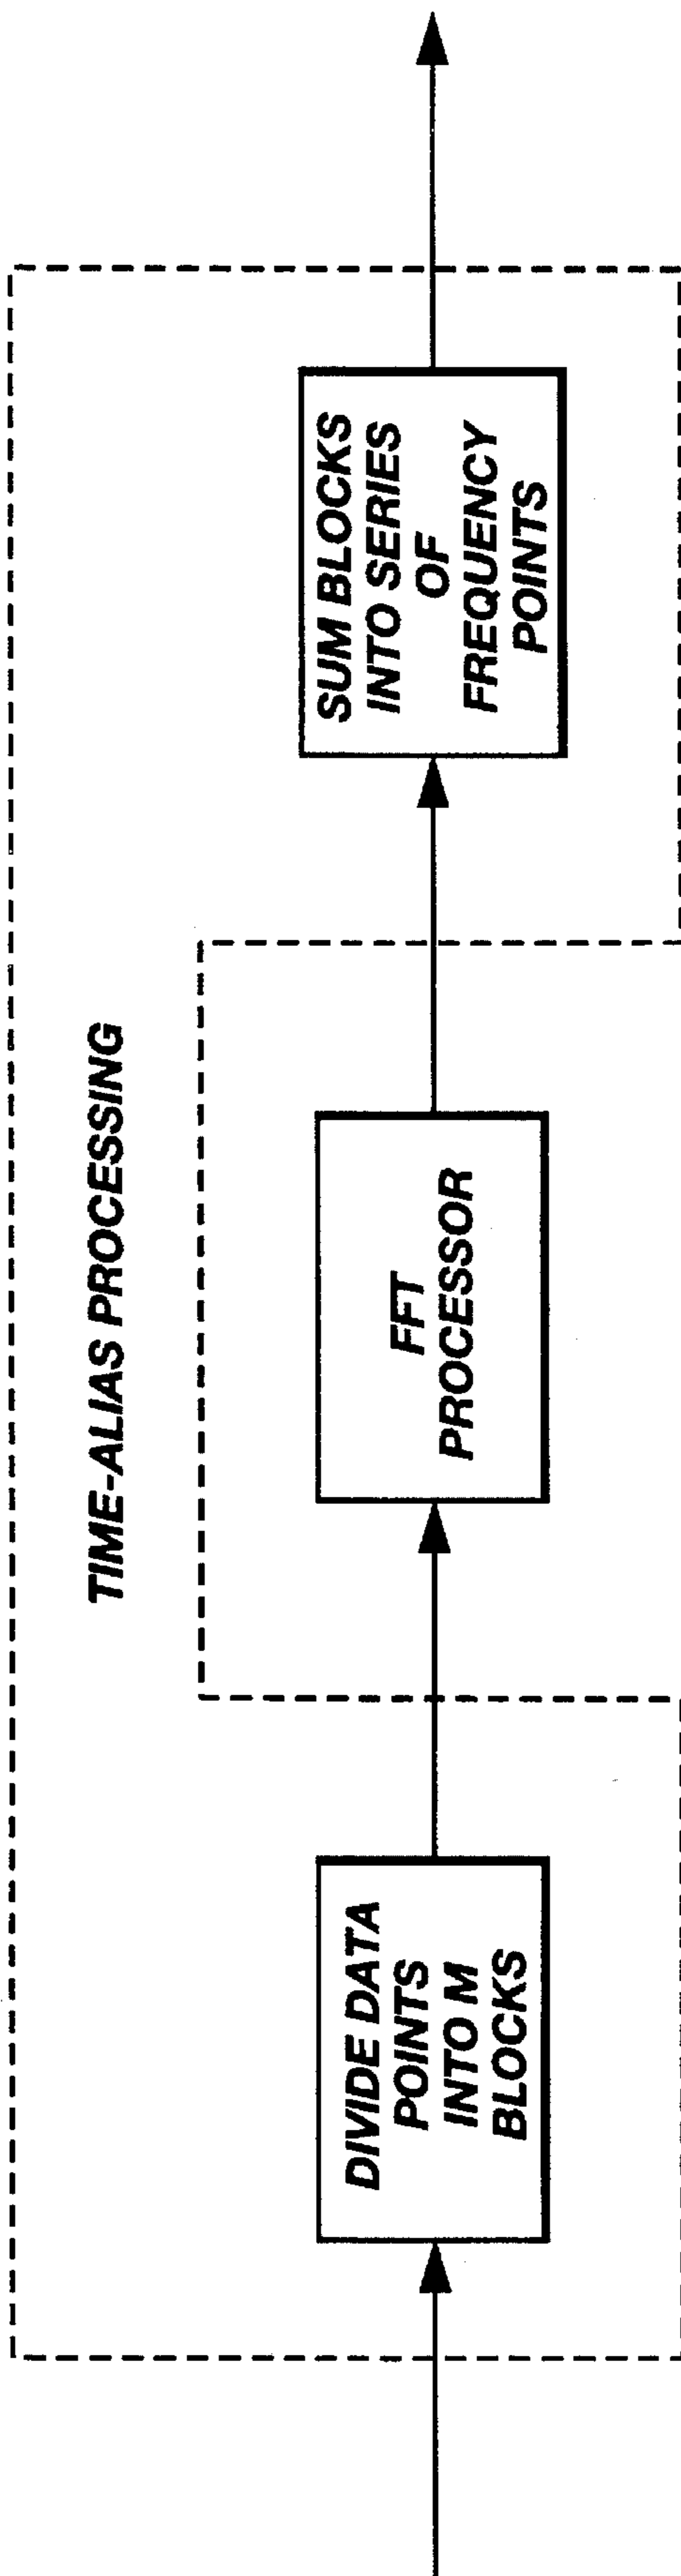 TIME-ALIAS PROCESSING
DIVIDE DATA
POINTS
INTO M
BLOCKS
FFT
PROCESSOR
SUM BLOCKS
INTO SERIES
OF
FREQUENCY
POINTS